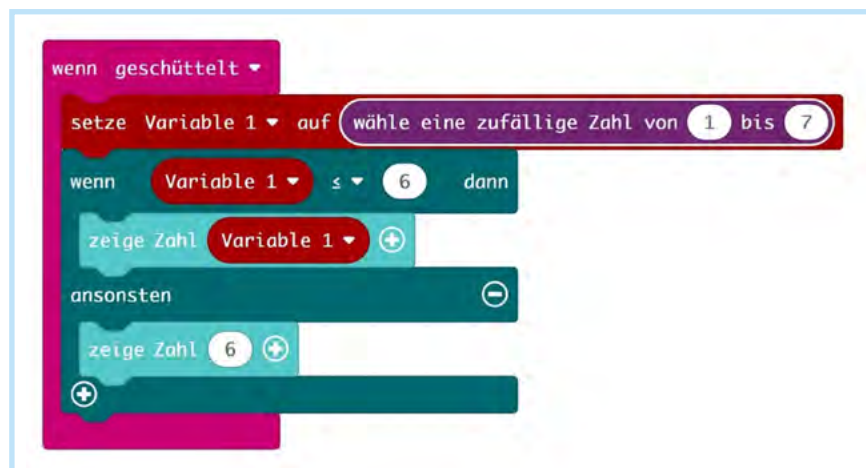 wenn geschüttelt
setze Variable 1 auf wähle eine zufällige Zahl von 1 bis 7
wenn Variable 1 ≤ 6 dann
zeige Zahl Variable 1
ansonsten
zeige Zahl 6